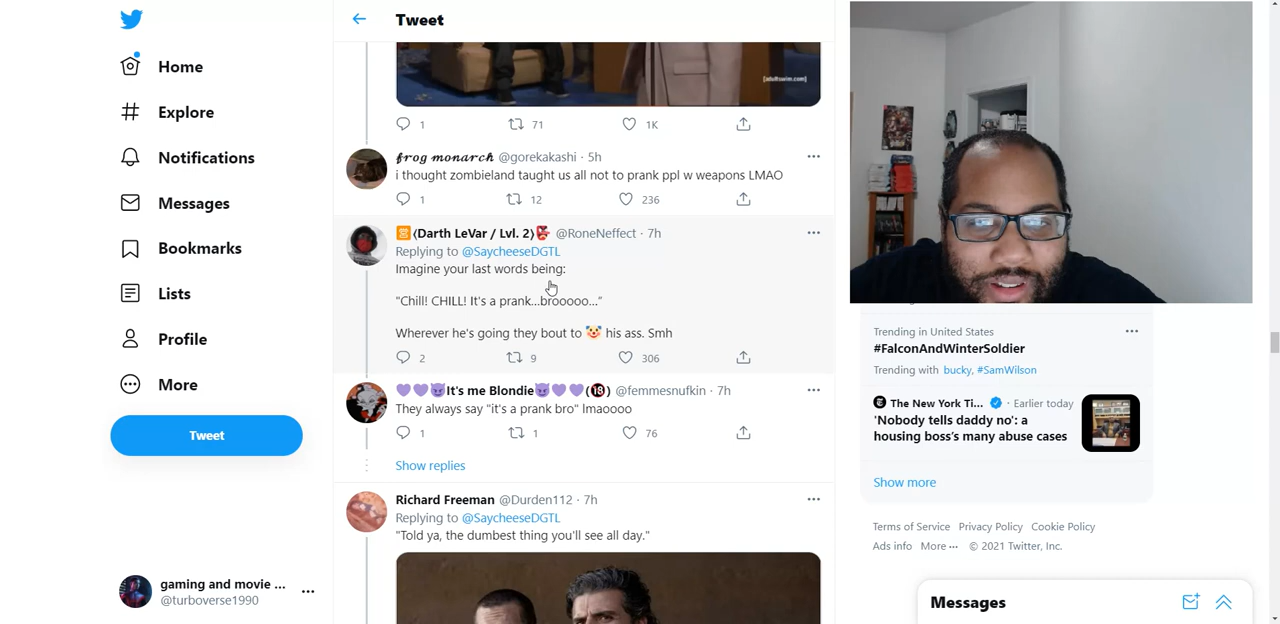 Home
Explore
Notifications
Messages
Bookmarks
Lists
Profile
More
Tweet
gaming and movie ...
@turboverse1990
Tweet
[adultswim.com]
1 71 1K
𝖋𝖗𝖔𝖌 𝖒𝖔𝖓𝖆𝖗𝖈𝖍 @gorekakashi · 5h
i thought zombieland taught us all not to prank ppl w weapons LMAO
1 12 236
(Darth LeVar / Lvl. 2)👺 @RoneNeffect · 7h
Replying to @SaycheeseDGTL
Imagine your last words being:
"Chill! CHILL! It's a prank...brooooo..."
Wherever he's going they bout to 🤡 his ass. Smh
2 9 306
💜💜😈It's me Blondie😈💜💜(🔞) @femmesnufkin · 7h
They always say "it's a prank bro" lmaoooo
1 1 76
Show replies
Richard Freeman @Durden112 · 7h
Replying to @SaycheeseDGTL
"Told ya, the dumbest thing you'll see all day."
Trending in United States
#FalconAndWinterSoldier
Trending with bucky, #SamWilson
The New York Ti... · Earlier today
'Nobody tells daddy no': a
housing boss's many abuse cases
Show more
Terms of Service Privacy Policy Cookie Policy
Ads info More ··· © 2021 Twitter, Inc.
Messages